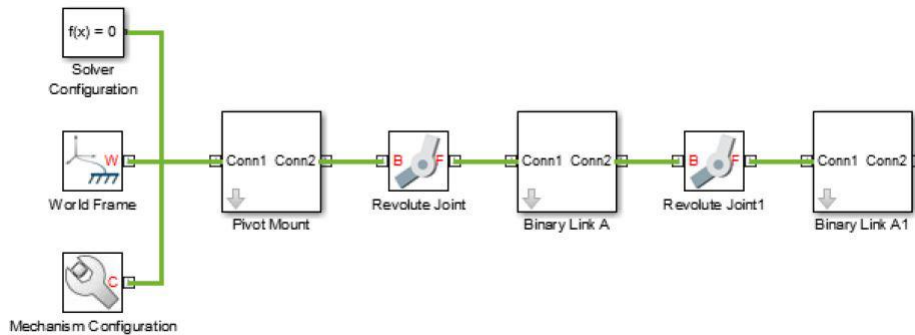 f(x) = 0
Solver
Configuration
W
World Frame
Conn1 Conn2
Pivot Mount
B F
Revolute Joint
Conn1 Conn2
Binary Link A
B F
Revolute Joint1
Conn1 Conn2
Binary Link A1
C
Mechanism Configuration